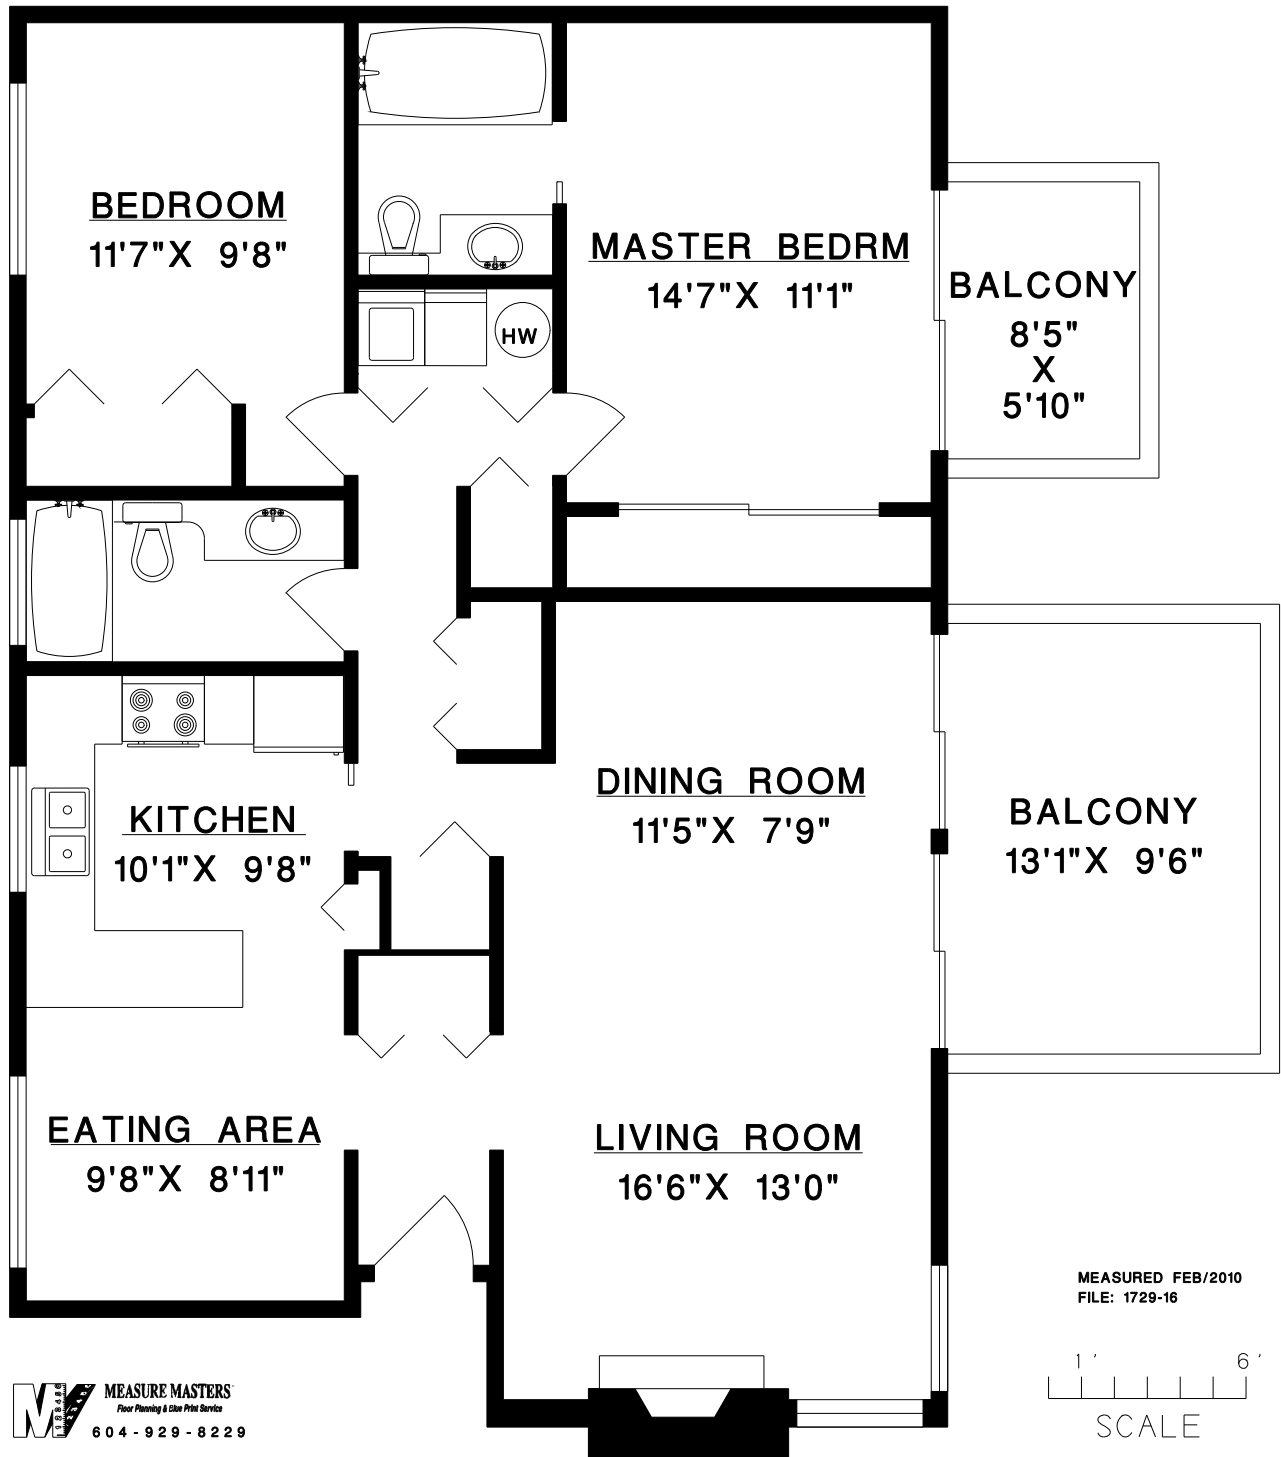 BEDROOM
11'7"X 9'8"
MASTER BEDRM
14'7"X 11'1"
BALCONY
8'5"
X
5'10"
HW
KITCHEN
10'1"X 9'8"
DINING ROOM
11'5"X 7'9"
BALCONY
13'1"X 9'6"
EATING AREA
9'8"X 8'11"
LIVING ROOM
16'6"X 13'0"
MEASURED FEB/2010
FILE: 1729-16
1' 6'
SCALE
MEASURE MASTERS
Floor Planning & Blue Print Service
604-929-8229